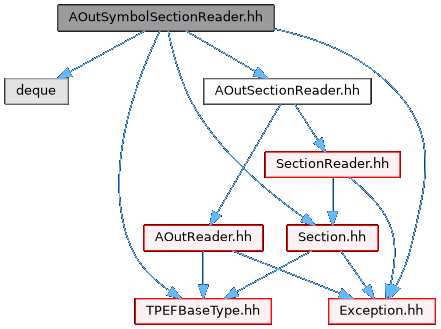 AOutSymbolSectionReader.hh
deque
AOutSectionReader.hh
SectionReader.hh
AOutReader.hh
Section.hh
TPEFBaseType.hh
Exception.hh